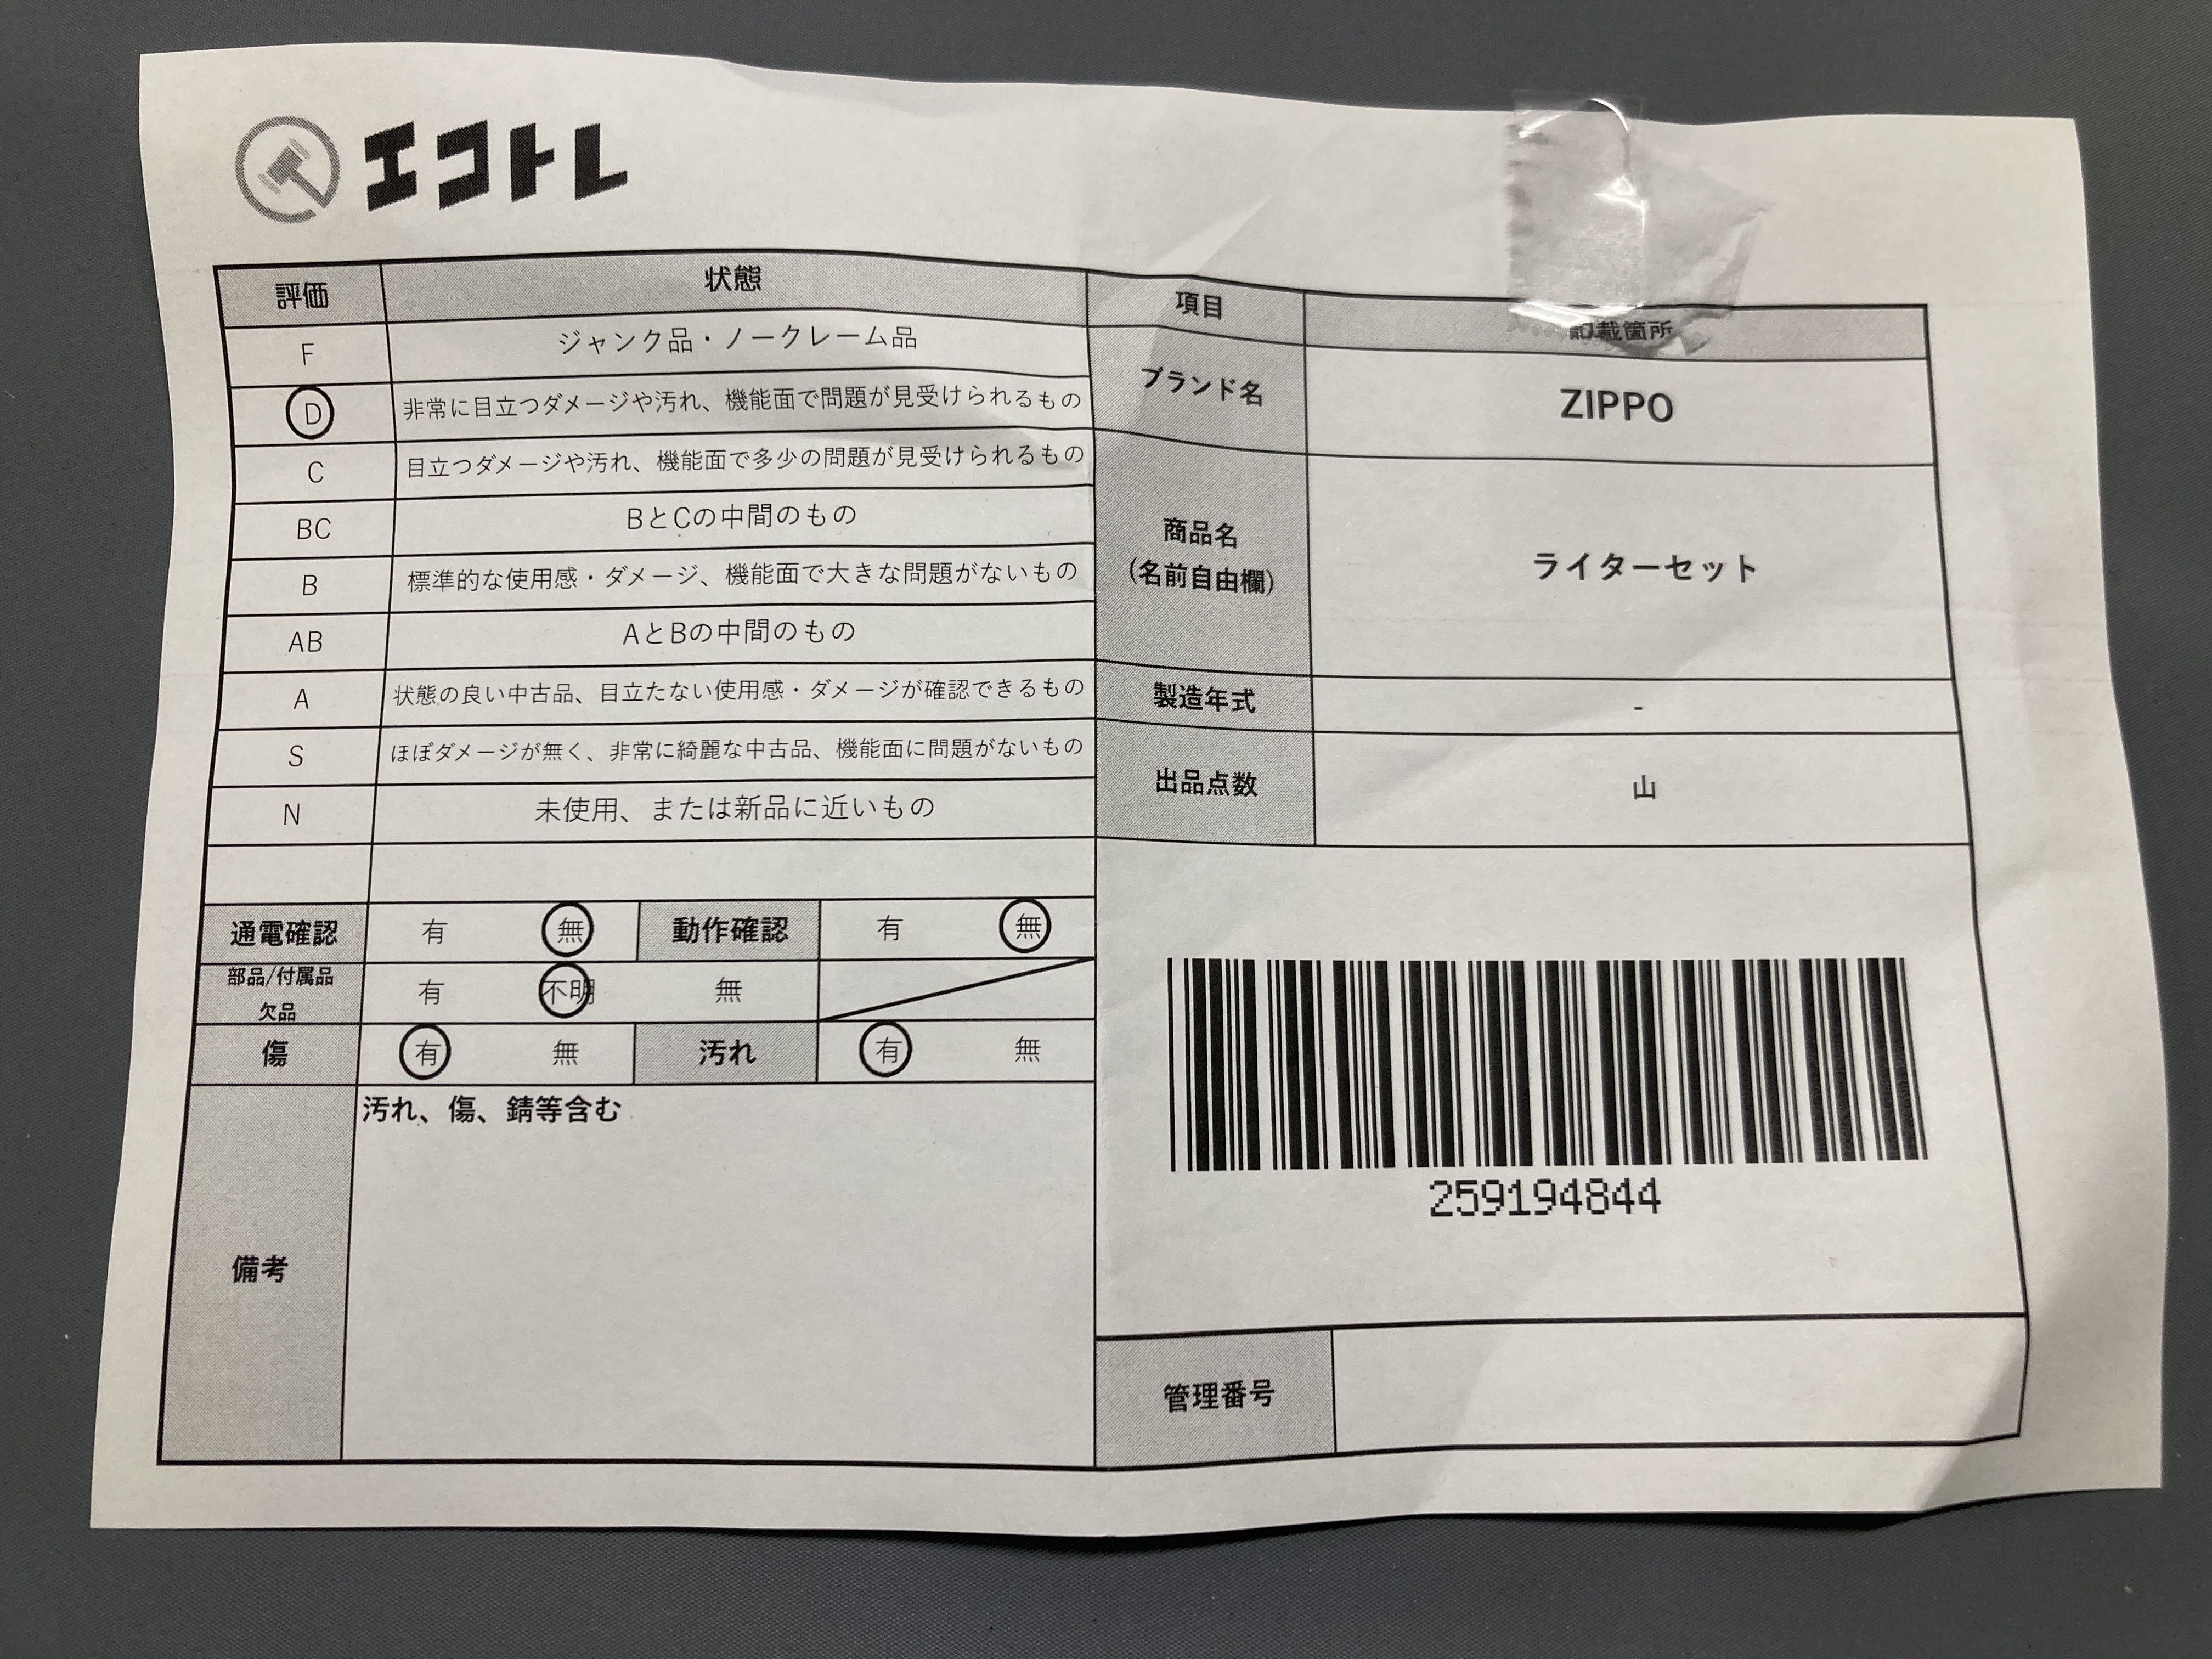 エコトレ
評価 状態
F ジャンク品・ノークレーム品
D 非常に目立つダメージや汚れ、機能面で問題が見受けられるもの
C 目立つダメージや汚れ、機能面で多少の問題が見受けられるもの
BC BとCの中間のもの
B 標準的な使用感・ダメージ、機能面で大きな問題がないもの
AB AとBの中間のもの
A 状態の良い中古品、目立たない使用感・ダメージが確認できるもの
S ほぼダメージが無く、非常に綺麗な中古品、機能面に問題がないもの
N 未使用、または新品に近いもの
通電確認 有 無 動作確認 有 無
部品/付属品
欠品 有 不明 無
傷 有 無 汚れ 有 無
備考 汚れ、傷、錆等含む
項目 記載箇所
ブランド名 ZIPPO
商品名
(名前自由欄) ライターセット
製造年式 -
出品点数 山
259194844
管理番号